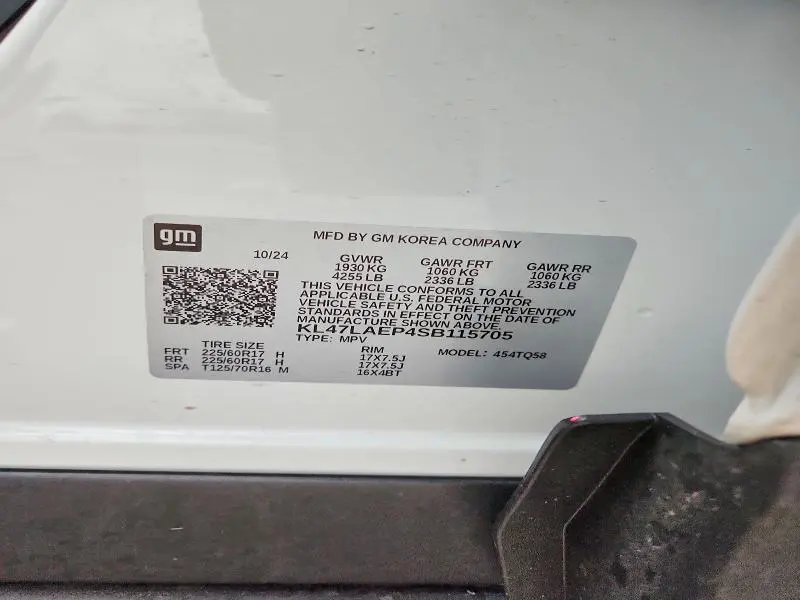 gm
MFD BY GM KOREA COMPANY
10/24
GVWR GAWR FRT GAWR RR
1930 KG 1060 KG 1060 KG
4255 LB 2336 LB 2336 LB
THIS VEHICLE CONFORMS TO ALL
APPLICABLE U.S. FEDERAL MOTOR
VEHICLE SAFETY AND THEFT PREVENTION
STANDARDS IN EFFECT ON THE DATE OF
MANUFACTURE SHOWN ABOVE.
KL47LAEP4SB115705
TYPE: MPV MODEL: 454TQ58
TIRE SIZE RIM
FRT 225/60R17 H 17X7.5J
RR 225/60R17 H 17X7.5J
SPA T125/70R16 M 16X4BT